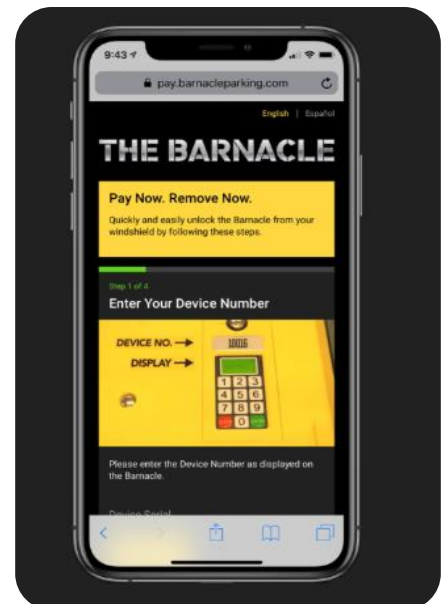 9:43
pay.barnacleparking.com
English | Español
THE BARNACLE
Pay Now. Remove Now.
Quickly and easily unlock the Barnacle from your
windshield by following these steps.
Step 1 of 4
Enter Your Device Number
DEVICE NO. 10016
DISPLAY
1 2 3
4 5 6
7 8 9
0
Please enter the Device Number as displayed on
the Barnacle.
Device Serial